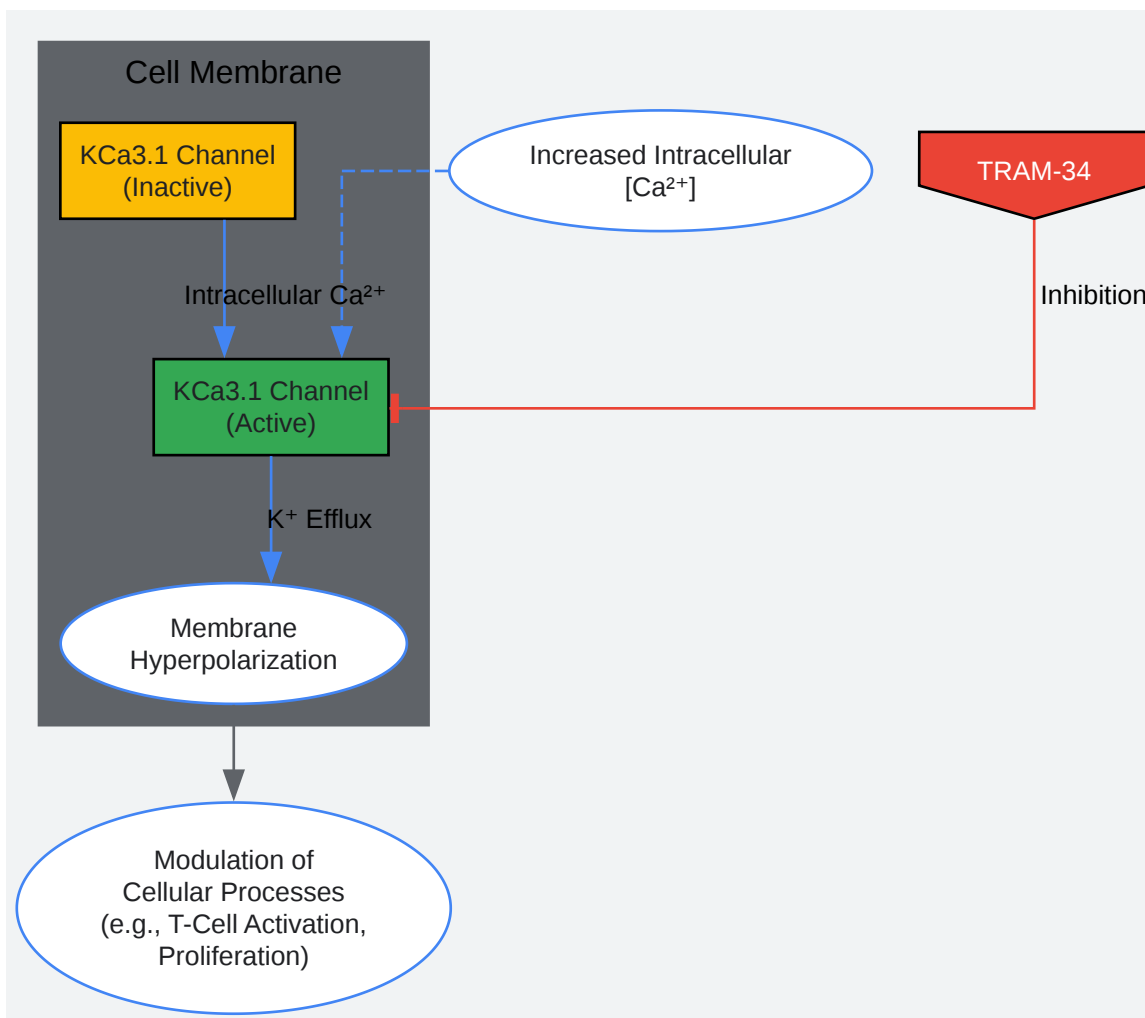 Cell Membrane
KCa3.1 Channel
(Inactive)
Increased Intracellular
[Ca²⁺]
TRAM-34
Intracellular Ca²⁺
Inhibition
KCa3.1 Channel
(Active)
K⁺ Efflux
Membrane
Hyperpolarization
Modulation of
Cellular Processes
(e.g., T-Cell Activation,
Proliferation)